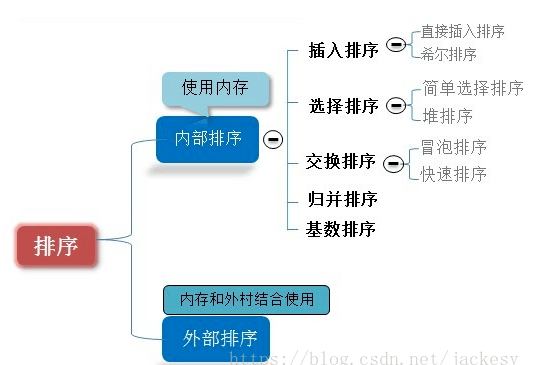 直接插入排序
插入排序
希尔排序
使用内存
简单选择排序
选择排序
堆排序
内部排序
冒泡排序
交换排序
快速排序
归并排序
基数排序
排序
内存和外村结合使用
外部排序
https://blog.csdn.net/jackesy